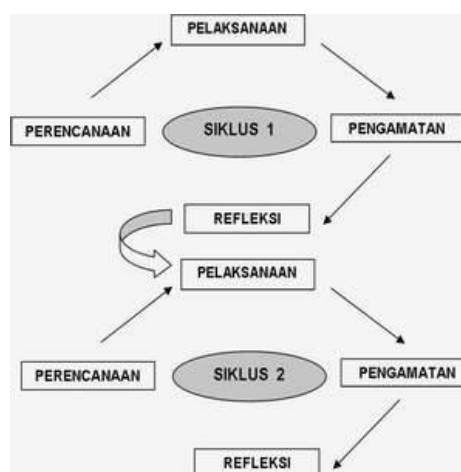 PELAKSANAAN
PERENCANAAN
SIKLUS 1
PENGAMATAN
REFLEKSI
PELAKSANAAN
PERENCANAAN
SIKLUS 2
PENGAMATAN
REFLEKSI